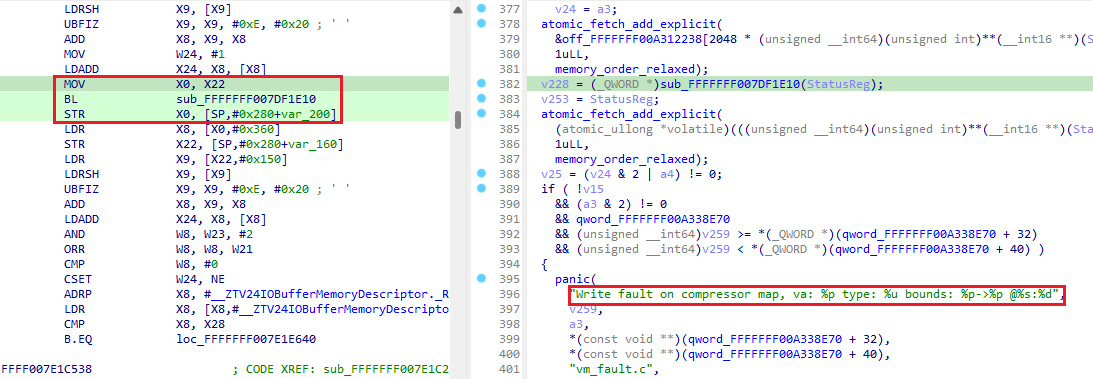 LDRSH X9, [X9]
UBFIZ X9, X9, #0xE, #0x20 ; ' '
ADD X8, X9, X8
MOV W24, #1
LDADD X24, X8, [X8]
MOV X0, X22
BL sub_FFFFFFF007DF1E10
STR X0, [SP,#0x280+var_200]
LDR X8, [X0,#0x360]
STR X22, [SP,#0x280+var_160]
LDR X9, [X22,#0x150]
LDRSH X9, [X9]
UBFIZ X9, X9, #0xE, #0x20 ; ' '
ADD X8, X9, X8
LDADD X24, X8, [X8]
AND W8, W23, #2
ORR W8, W8, W21
CMP W8, #0
CSET W24, NE
ADRP X8, #__ZTV24IOBufferMemoryDescriptor._R
LDR X8, [X8,#__ZTV24IOBufferMemoryDescripto
CMP X8, X28
B.EQ loc_FFFFFFF007E1E640
FFFF007E1C538 ; CODE XREF: sub_FFFFFFF007E1C2
377 v24 = a3;
378 atomic_fetch_add_explicit(
379 &off_FFFFFFF00A312238[2048 * (unsigned __int64)(unsigned int)**(__int16 **)(S
380 1uLL,
381 memory_order_relaxed);
382 v228 = (_QWORD *)sub_FFFFFFF007DF1E10(StatusReg);
383 v253 = StatusReg;
384 atomic_fetch_add_explicit(
385 (atomic_ullong *volatile)(((unsigned __int64)(unsigned int)**(__int16 **)(Sta
386 1uLL,
387 memory_order_relaxed);
388 v25 = (v24 & 2 | a4) != 0;
389 if ( !v15
390 && (a3 & 2) != 0
391 && qword_FFFFFFF00A338E70
392 && (unsigned __int64)v259 >= *(_QWORD *)(qword_FFFFFFF00A338E70 + 32)
393 && (unsigned __int64)v259 < *(_QWORD *)(qword_FFFFFFF00A338E70 + 40) )
394 {
395 panic(
396 "Write fault on compressor map, va: %p type: %u bounds: %p->%p @%s:%d",
397 v259,
398 a3,
399 *(const void **)(qword_FFFFFFF00A338E70 + 32),
400 *(const void **)(qword_FFFFFFF00A338E70 + 40),
401 "vm_fault.c",